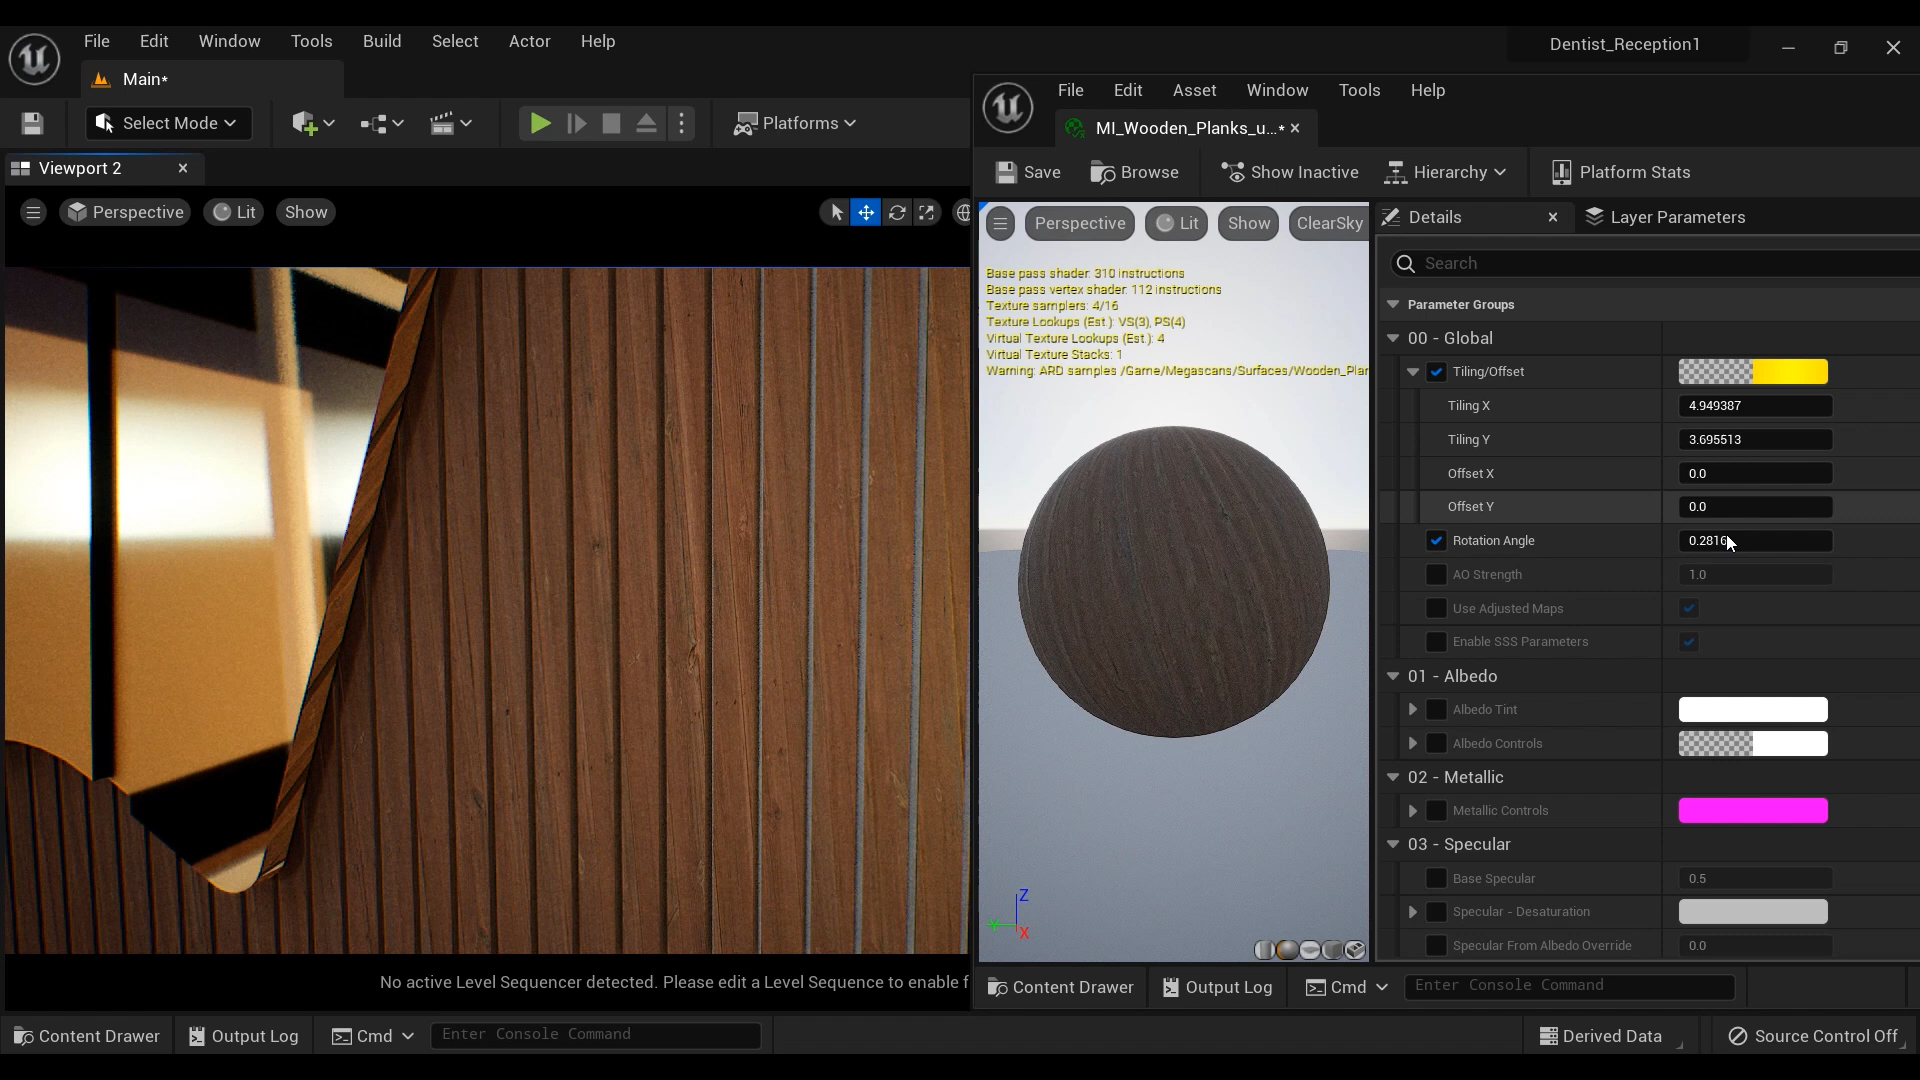 File Edit Window Tools Build Select Actor Help
Dentist_Reception1
Main*
Select Mode
Platforms
Viewport 2
Perspective Lit Show
No active Level Sequencer detected. Please edit a Level Sequence to enable f
File Edit Asset Window Tools Help
MI_Wooden_Planks_u...*
Save Browse Show Inactive Hierarchy Platform Stats
Perspective Lit Show ClearSky
Base pass shader: 310 instructions
Base pass vertex shader: 112 instructions
Texture samplers: 4/16
Texture Lookups (Est.): VS(3), PS(4)
Virtual Texture Lookups (Est.): 4
Virtual Texture Stacks: 1
Warning: ARD samples /Game/Megascans/Surfaces/Wooden_Plan
Z
X
Details Layer Parameters
Search
Parameter Groups
00 - Global
Tiling/Offset
Tiling X 4.949387
Tiling Y 3.695513
Offset X 0.0
Offset Y 0.0
Rotation Angle 0.2816
AO Strength 1.0
Use Adjusted Maps
Enable SSS Parameters
01 - Albedo
Albedo Tint
Albedo Controls
02 - Metallic
Metallic Controls
03 - Specular
Base Specular 0.5
Specular - Desaturation
Specular From Albedo Override 0.0
Content Drawer Output Log Cmd Enter Console Command
Content Drawer Output Log Cmd Enter Console Command
Derived Data Source Control Off